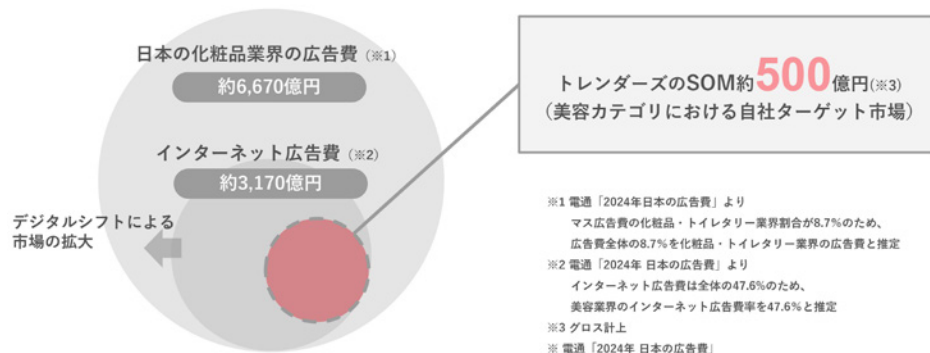 日本の化粧品業界の広告費(※1)
約6,670億円
インターネット広告費(※2)
約3,170億円
デジタルシフトによる
市場の拡大
トレンダーズのSOM約500億円(※3)
(美容カテゴリにおける自社ターゲット市場)
※1 電通「2024年日本の広告費」より
マス広告費の化粧品・トイレタリー業界割合が8.7%のため、
広告費全体の8.7%を化粧品・トイレタリー業界の広告費と推定
※2 電通「2024年 日本の広告費」より
インターネット広告費は全体の47.6%のため、
美容業界のインターネット広告費率を47.6%と推定
※3 グロス計上
※ 電通「2024年 日本の広告費」